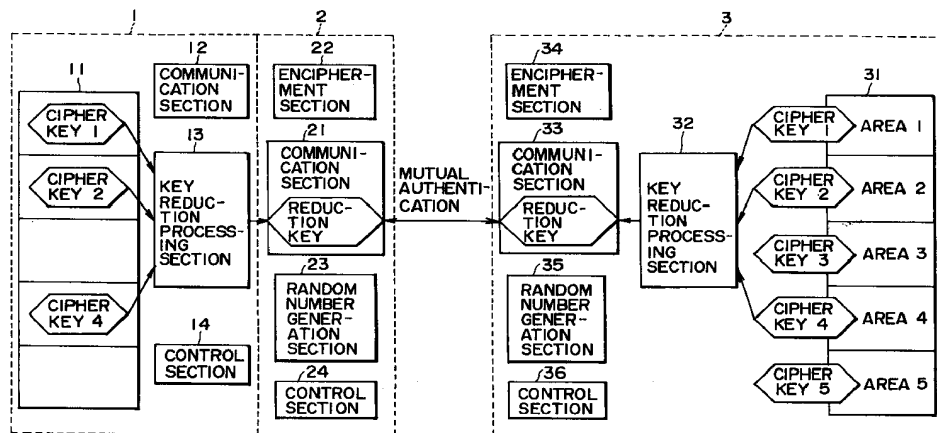 1
2
3
11
CIPHER
KEY 1
CIPHER
KEY 2
CIPHER
KEY 4
12
COMMUNI-
CATION
SECTION
13
KEY
REDUCTION
PROCESS-
ING
SECTION
14
CONTROL
SECTION
22
ENCIPHER-
MENT
SECTION
21
COMMUNI-
CATION
SECTION
REDUC-
TION
KEY
23
RANDOM
NUMBER
GENER-
ATION
SECTION
24
CONTROL
SECTION
MUTUAL
AUTHENTI-
CATION
34
ENCIPHER-
MENT
SECTION
33
COMMUNI-
CATION
SECTION
REDUC-
TION
KEY
35
RANDOM
NUMBER
GENER-
ATION
SECTION
36
CONTROL
SECTION
32
KEY
REDUCTION
PROCESS-
ING
SECTION
31
CIPHER
KEY 1
AREA 1
CIPHER
KEY 2
AREA 2
CIPHER
KEY 3
AREA 3
CIPHER
KEY 4
AREA 4
CIPHER
KEY 5
AREA 5